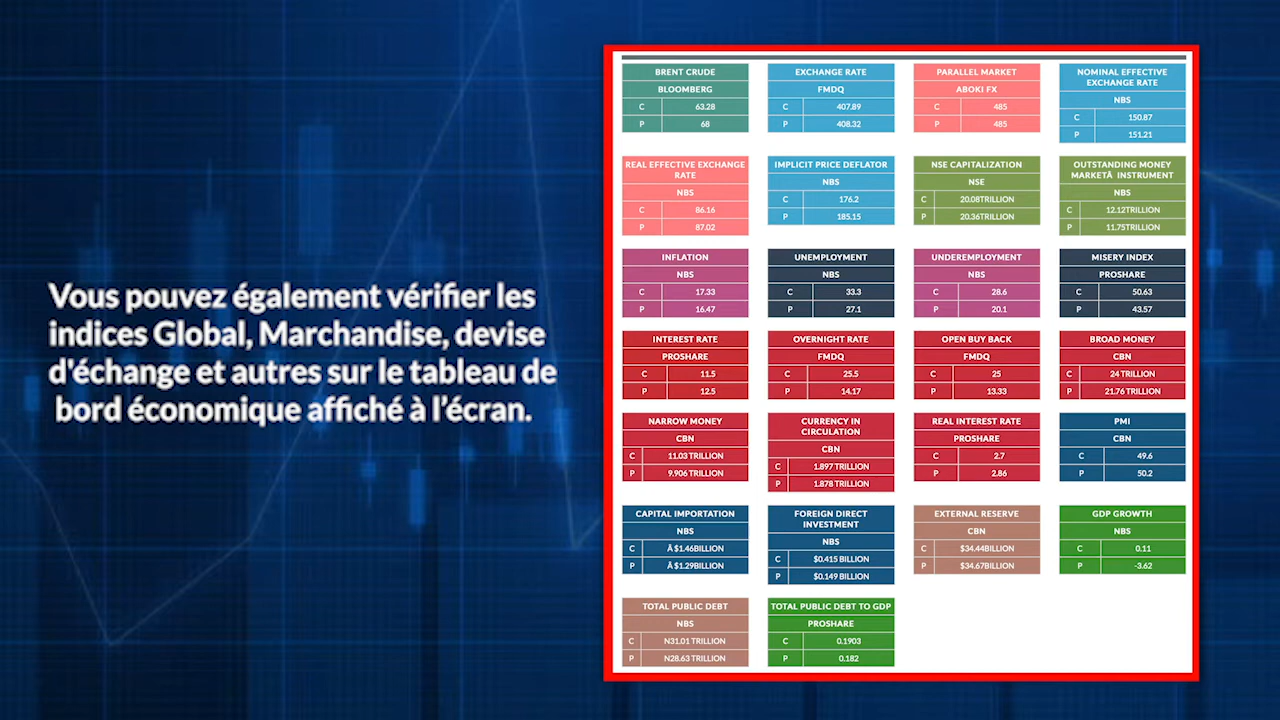 Vous pouvez également vérifier les
indices Global, Marchandise, devise
d'échange et autres sur le tableau de
bord économique affiché à l'écran.
BRENT CRUDE
BLOOMBERG
C 63.28
P 68
EXCHANGE RATE
FMDQ
C 407.89
P 408.32
PARALLEL MARKET
ABOKI FX
C 485
P 485
NOMINAL EFFECTIVE
EXCHANGE RATE
NBS
C 150.87
P 151.21
REAL EFFECTIVE EXCHANGE
RATE
NBS
C 86.16
P 87.02
IMPLICIT PRICE DEFLATOR
NBS
C 176.2
P 185.15
NSE CAPITALIZATION
NSE
C 20.08TRILLION
P 20.36TRILLION
OUTSTANDING MONEY
MARKETÂ INSTRUMENT
NBS
C 12.12TRILLION
P 11.75TRILLION
INFLATION
NBS
C 17.33
P 16.47
UNEMPLOYMENT
NBS
C 33.3
P 27.1
UNDEREMPLOYMENT
NBS
C 28.6
P 20.1
MISERY INDEX
PROSHARE
C 50.63
P 43.57
INTEREST RATE
PROSHARE
C 11.5
P 12.5
OVERNIGHT RATE
FMDQ
C 25.5
P 14.17
OPEN BUY BACK
FMDQ
C 25
P 13.33
BROAD MONEY
CBN
C 24 TRILLION
P 21.76 TRILLION
NARROW MONEY
CBN
C 11.03 TRILLION
P 9.906 TRILLION
CURRENCY IN
CIRCULATION
CBN
C 1.897 TRILLION
P 1.878 TRILLION
REAL INTEREST RATE
PROSHARE
C 2.7
P 2.86
PMI
CBN
C 49.6
P 50.2
CAPITAL IMPORTATION
NBS
C Â $1.46BILLION
P Â $1.29BILLION
FOREIGN DIRECT
INVESTMENT
NBS
C $0.415 BILLION
P $0.149 BILLION
EXTERNAL RESERVE
CBN
C $34.44BILLION
P $34.67BILLION
GDP GROWTH
NBS
C 0.11
P -3.62
TOTAL PUBLIC DEBT
NBS
C N31.01 TRILLION
P N28.63 TRILLION
TOTAL PUBLIC DEBT TO GDP
PROSHARE
C 0.1903
P 0.182